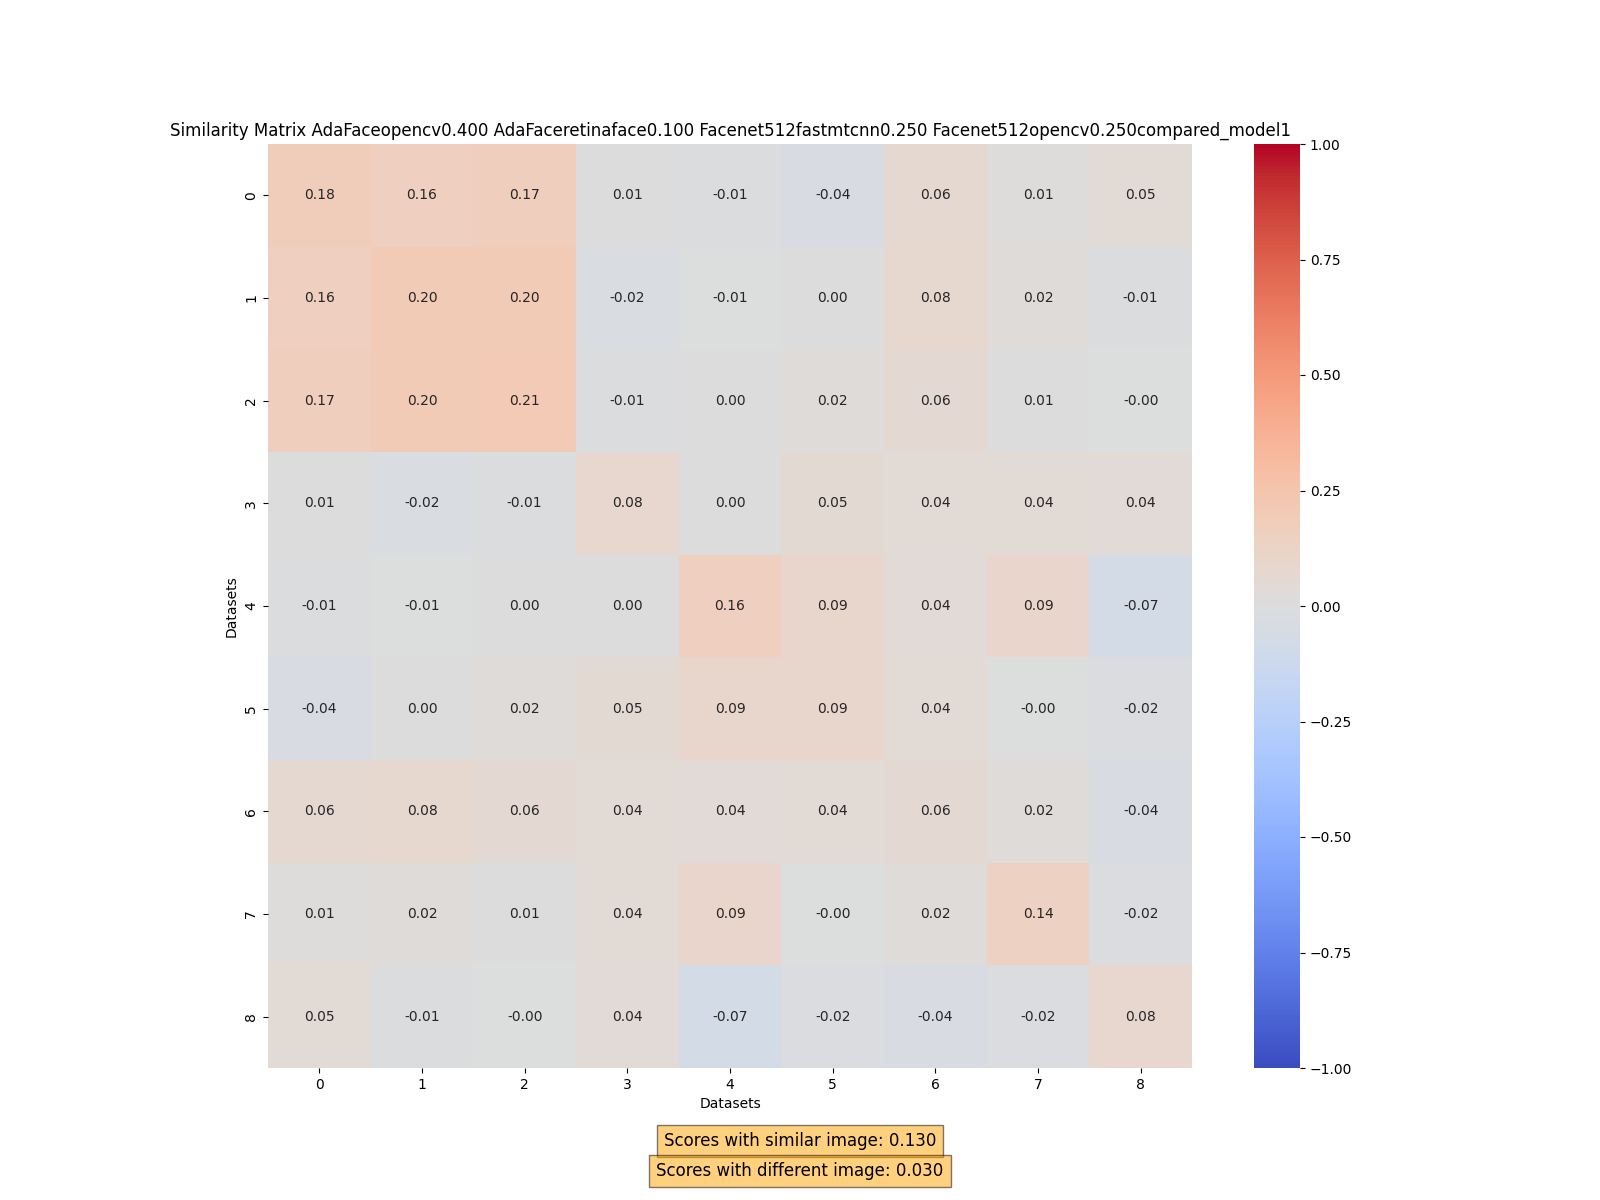 Similarity Matrix AdaFaceopencv0.400 AdaFaceretinaface0.100 Facenet512fastmtcnn0.250 Facenet512opencv0.250compared_model1
0 0.18 0.16 0.17 0.01 -0.01 -0.04 0.06 0.01 0.05
1 0.16 0.20 0.20 -0.02 -0.01 0.00 0.08 0.02 -0.01
2 0.17 0.20 0.21 -0.01 0.00 0.02 0.06 0.01 -0.00
3 0.01 -0.02 -0.01 0.08 0.00 0.05 0.04 0.04 0.04
4 -0.01 -0.01 0.00 0.00 0.16 0.09 0.04 0.09 -0.07
5 -0.04 0.00 0.02 0.05 0.09 0.09 0.04 -0.00 -0.02
6 0.06 0.08 0.06 0.04 0.04 0.04 0.06 0.02 -0.04
7 0.01 0.02 0.01 0.04 0.09 -0.00 0.02 0.14 -0.02
8 0.05 -0.01 -0.00 0.04 -0.07 -0.02 -0.04 -0.02 0.08
0 1 2 3 4 5 6 7 8
Datasets
Datasets
1.00
0.75
0.50
0.25
0.00
−0.25
−0.50
−0.75
−1.00
Scores with similar image: 0.130
Scores with different image: 0.030